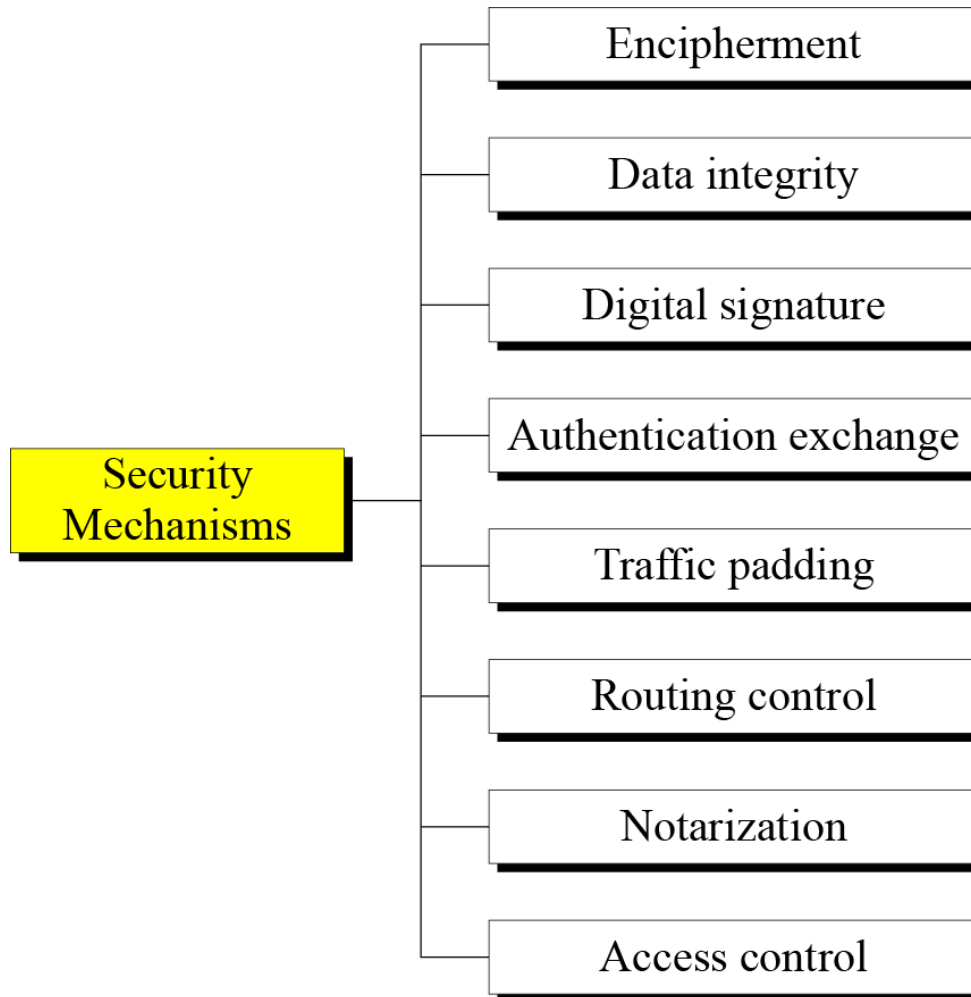 Encipherment
Data integrity
Digital signature
Authentication exchange
Security
Mechanisms
Traffic padding
Routing control
Notarization
Access control